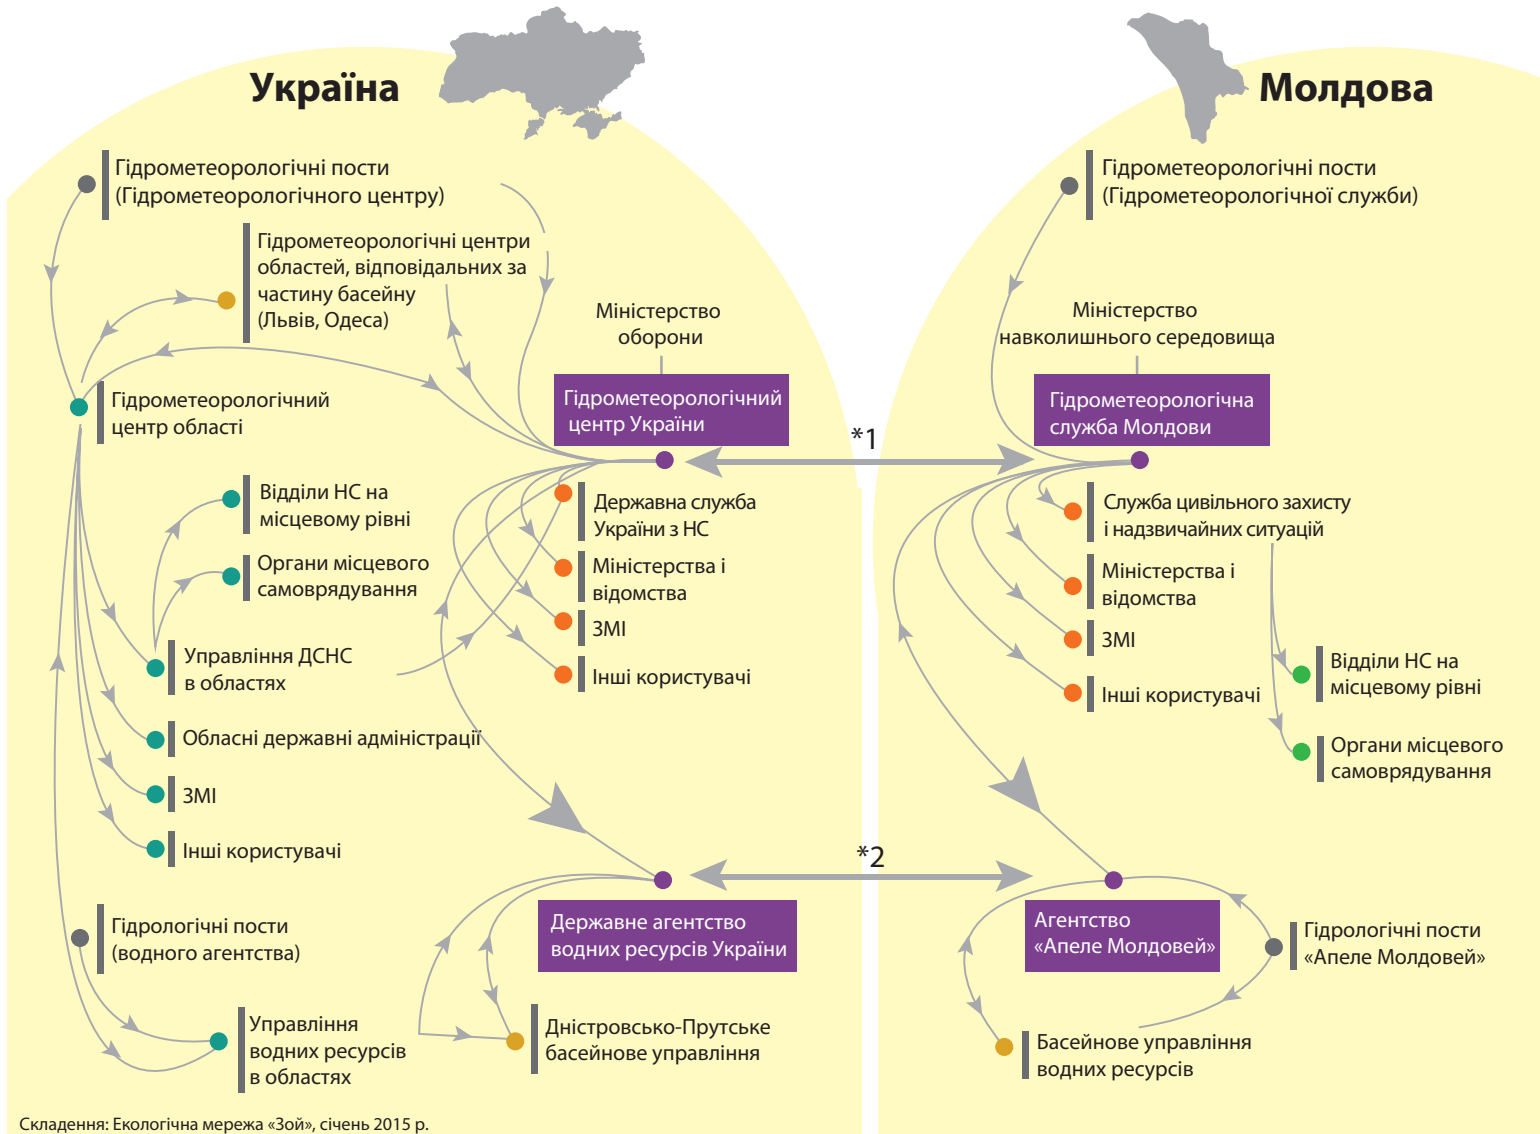 Україна
Гідрометеорологічні пости
(Гідрометеорологічного центру)
Гідрометеорологічні центри
областей, відповідальних за
частину басейну
(Львів, Одеса)
Міністерство
оборони
Гідрометеорологічний
центр України
Гідрометеорологічний
центр області
Відділи НС на
місцевому рівні
Органи місцевого
самоврядування
Управління ДСНС
в областях
Обласні державні адміністрації
ЗМІ
Інші користувачі
Державна служба
України з НС
Міністерства і
відомства
ЗМІ
Інші користувачі
Гідрологічні пости
(водного агентства)
Управління
водних ресурсів
в областях
Державне агентство
водних ресурсів України
Дністровсько-Прутське
басейнове управління
*1
*2
Молдова
Гідрометеорологічні пости
(Гідрометеорологічної служби)
Міністерство
навколишнього середовища
Гідрометеорологічна
служба Молдови
Служба цивільного захисту
і надзвичайних ситуацій
Міністерства і
відомства
ЗМІ
Інші користувачі
Відділи НС на
місцевому рівні
Органи місцевого
самоврядування
Агентство
«Апеле Молдовей»
Гідрологічні пости
«Апеле Молдовей»
Басейнове управління
водних ресурсів
Складення: Екологічна мережа «Зой», січень 2015 р.